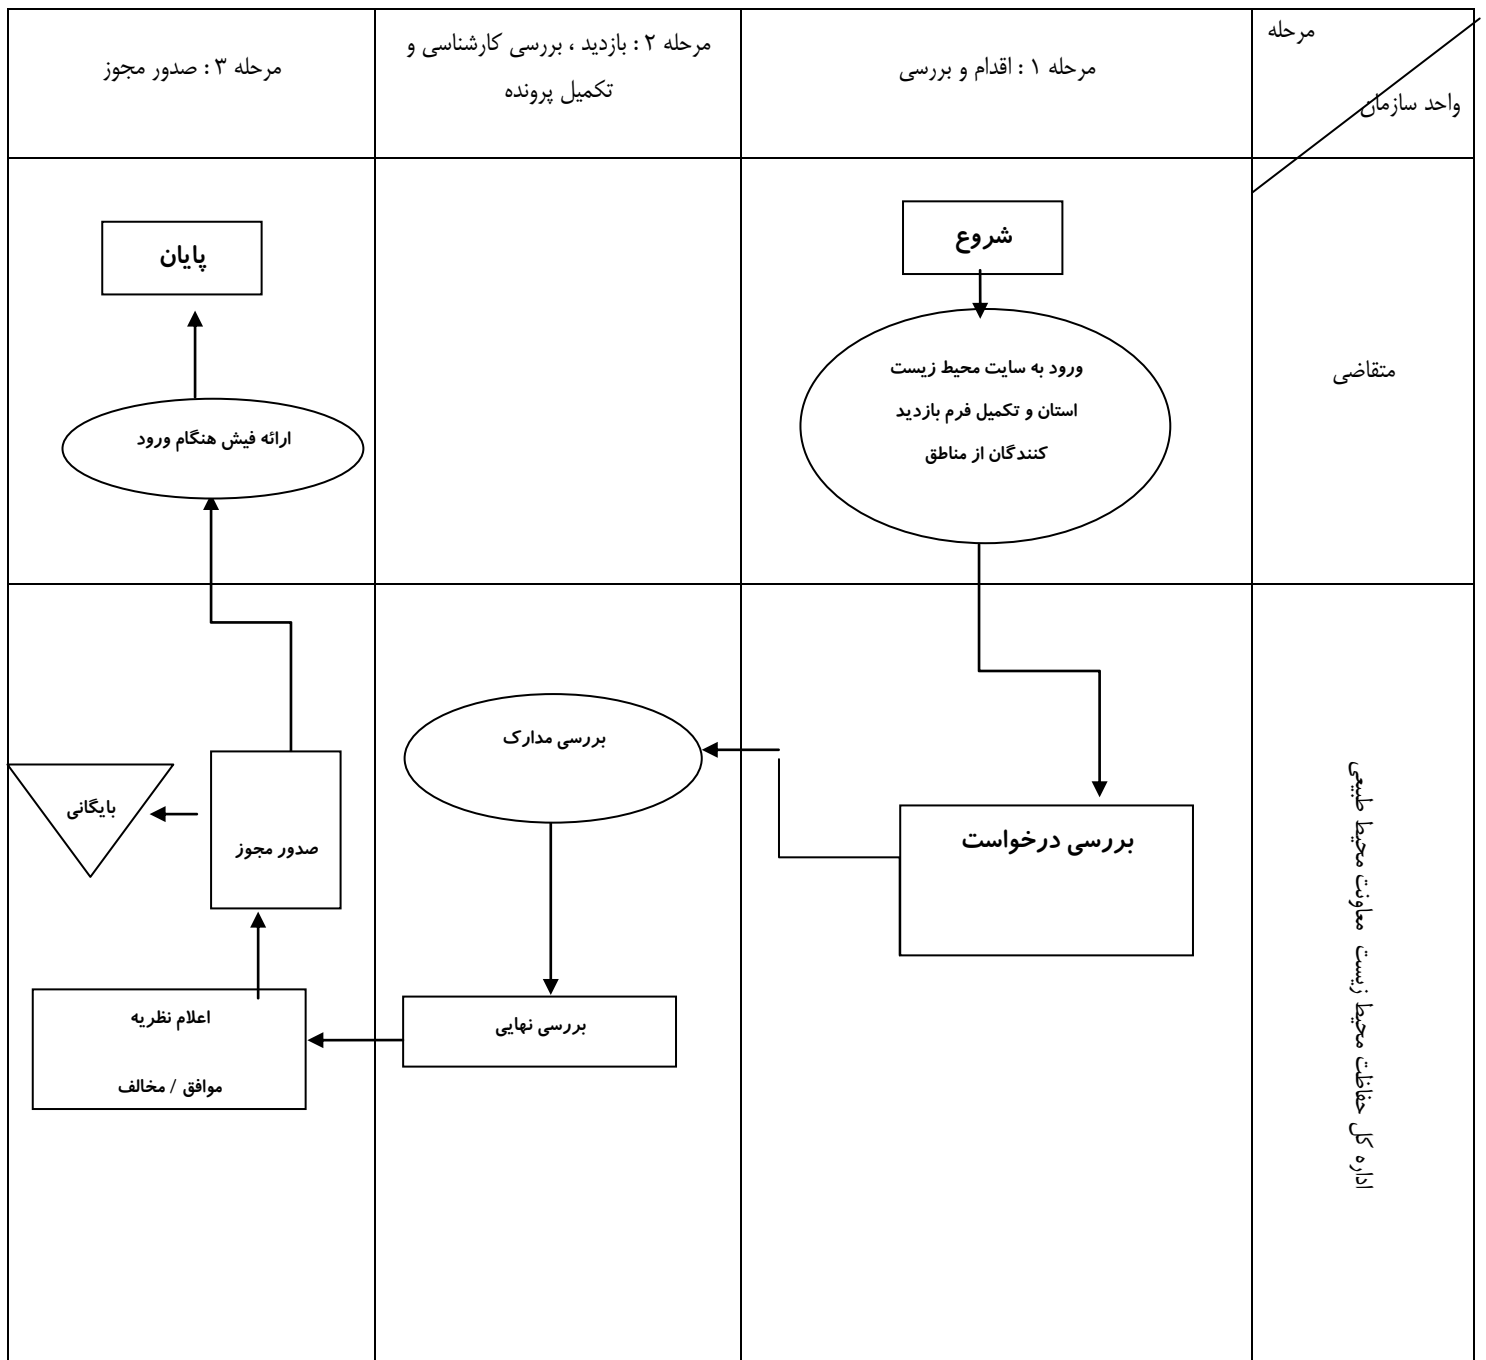 مرحله
واحد سازمان
مرحله ۱ : اقدام و بررسی
مرحله ۲ : بازدید ، بررسی کارشناسی و
تکمیل پرونده
مرحله ۳ : صدور مجوز
متقاضی
شروع
ورود به سایت محیط زیست
استان و تکمیل فرم بازدید
کنندگان از مناطق
پایان
ارائه فیش هنگام ورود
اداره کل حفاظت محیط زیست معاونت محیط طبیعی
بررسی درخواست
بررسی مدارک
بررسی نهایی
صدور مجوز
بایگانی
اعلام نظریه
موافق / مخالف